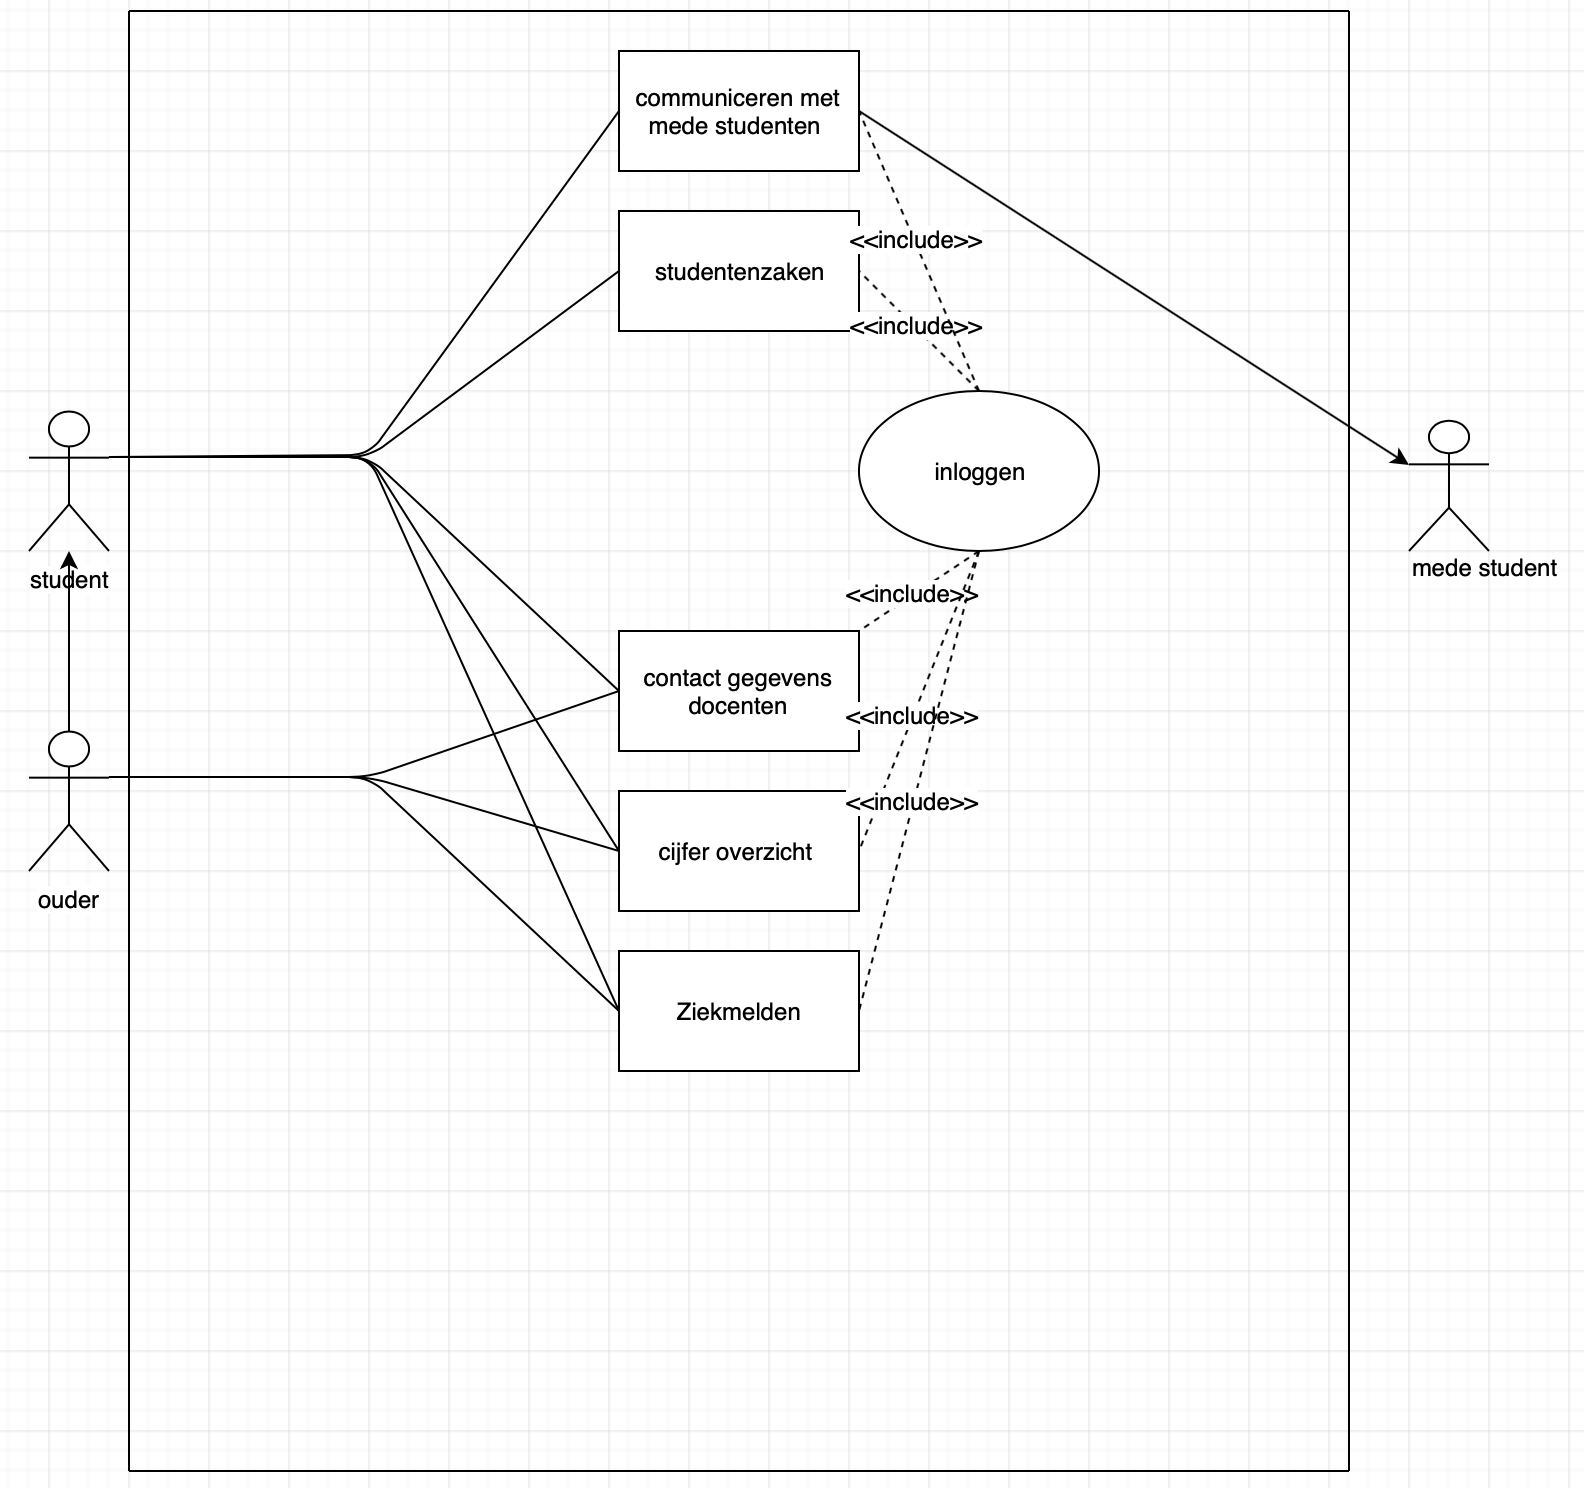 communiceren met
mede studenten
<<include>>
studentenzaken
<<include>>
inloggen
mede student
student
<<include>>
contact gegevens
docenten
<<include>>
<<include>>
cijfer overzicht
ouder
Ziekmelden